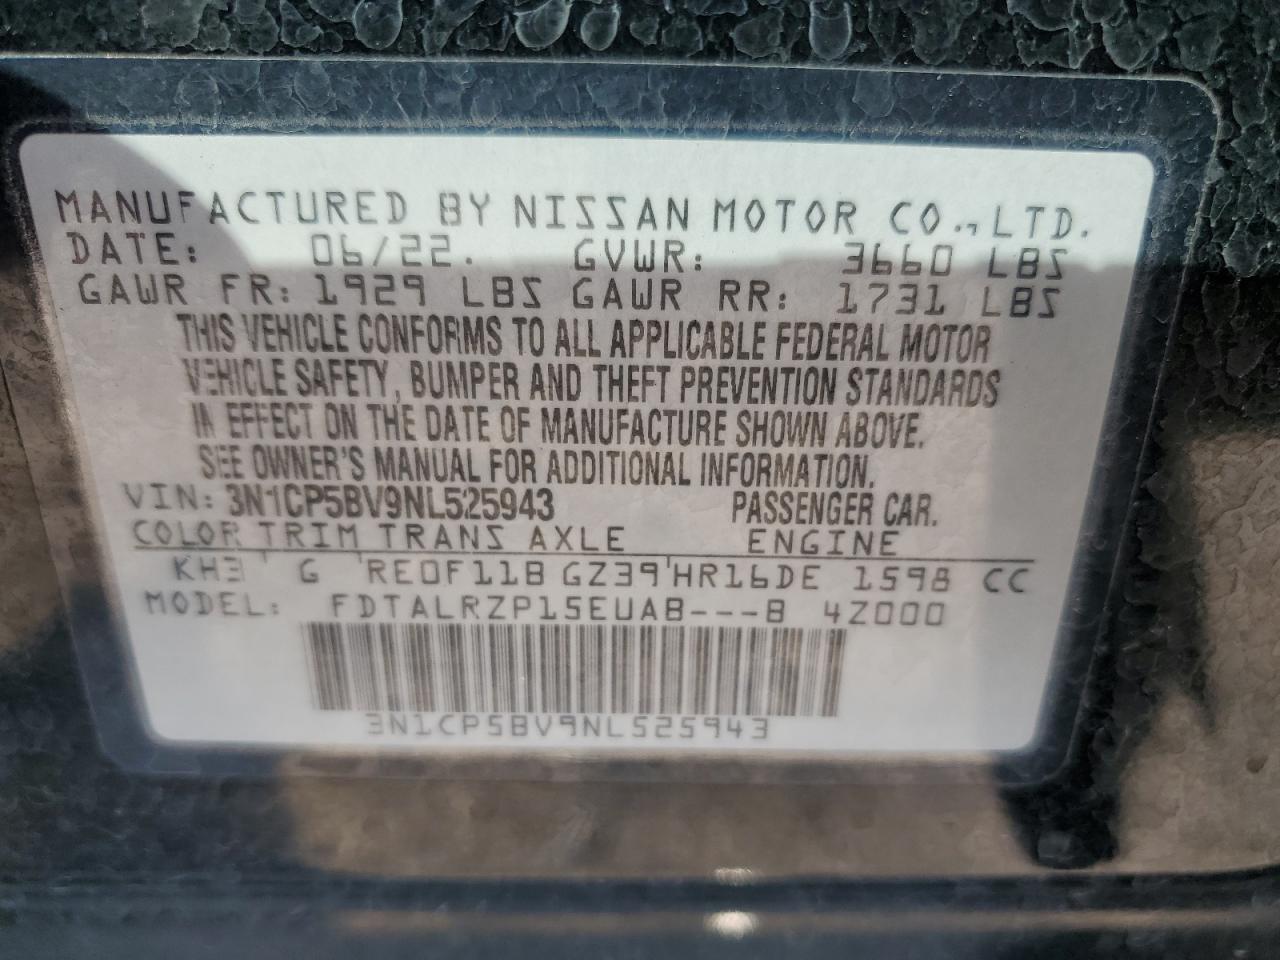 MANUFACTURED BY NISSAN MOTOR CO., LTD.
DATE: 06/22. GVWR: 3660 LBS
GAWR FR: 1929 LBS GAWR RR: 1731 LBS
THIS VEHICLE CONFORMS TO ALL APPLICABLE FEDERAL MOTOR
VEHICLE SAFETY, BUMPER AND THEFT PREVENTION STANDARDS
IN EFFECT ON THE DATE OF MANUFACTURE SHOWN ABOVE.
SEE OWNER'S MANUAL FOR ADDITIONAL INFORMATION.
VIN: 3N1CP5BV9NL525943 PASSENGER CAR.
COLOR TRIM TRANS AXLE ENGINE
KH3 G RE0F11B GZ39 HR16DE 1598 CC
MODEL: FDTALRZP15EUAB---B 4Z000
3N1CP5BV9NL525943